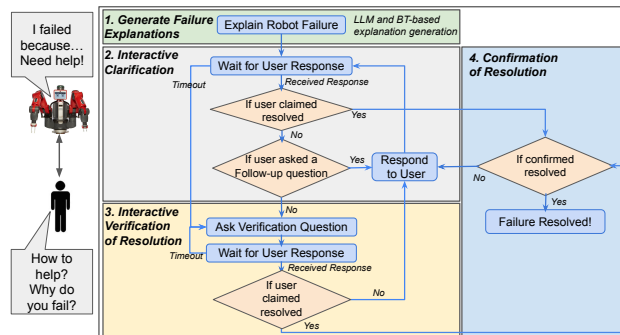 I failed
because…
Need help!
How to
help?
Why do
you fail?
1. Generate Failure
Explanations
Explain Robot Failure
LLM and BT-based
explanation generation
2. Interactive
Clarification
Wait for User Response
Timeout
Received Response
If user claimed
resolved
Yes
No
If user asked a
Follow-up question
Yes
Respond
to User
No
3. Interactive
Verification
of Resolution
Ask Verification Question
Wait for User Response
Timeout
Received Response
If user
claimed
resolved
No
Yes
4. Confirmation
of Resolution
If confirmed
resolved
No
Yes
Failure Resolved!